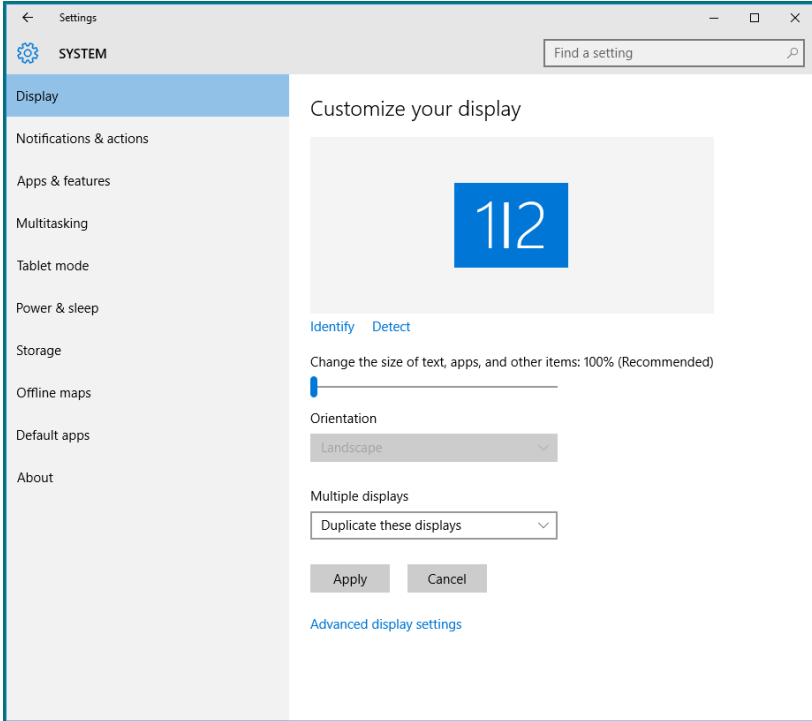 Settings
SYSTEM
Find a setting
Display
Notifications & actions
Apps & features
Multitasking
Tablet mode
Power & sleep
Storage
Offline maps
Default apps
About
Customize your display
1|2
Identify Detect
Change the size of text, apps, and other items: 100% (Recommended)
Orientation
Landscape
Multiple displays
Duplicate these displays
Apply Cancel
Advanced display settings